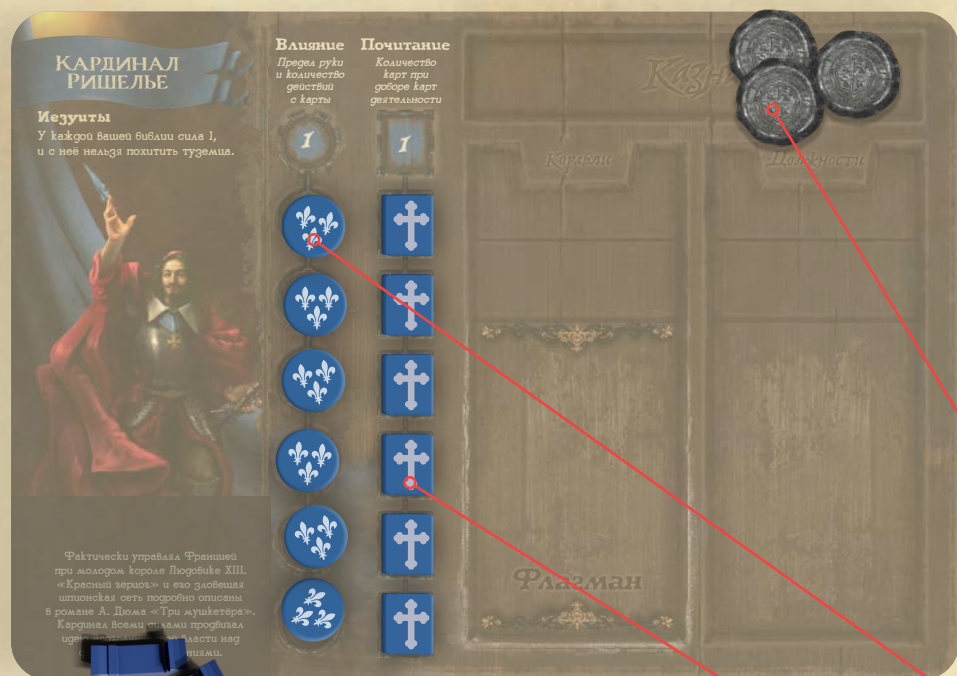 Кардинал
Ришелье
Иезуиты
У каждой вашей библии сила 1,
и с неё нельзя похитить туземца.
Влияние
Предел руки
и количество
действий
с карты
1
Почитание
Количество
карт при
доборе карт
деятельности
1
Корабли
Должности
Флагман
Фактически управлял Францией
при молодом короле Людовике XIII.
«Красный герцог» и его зловещая
шпионская сеть подробно описаны
в романе А. Дюма «Три мушкетёра».
Кардинал всеми силами продвигал
власти над